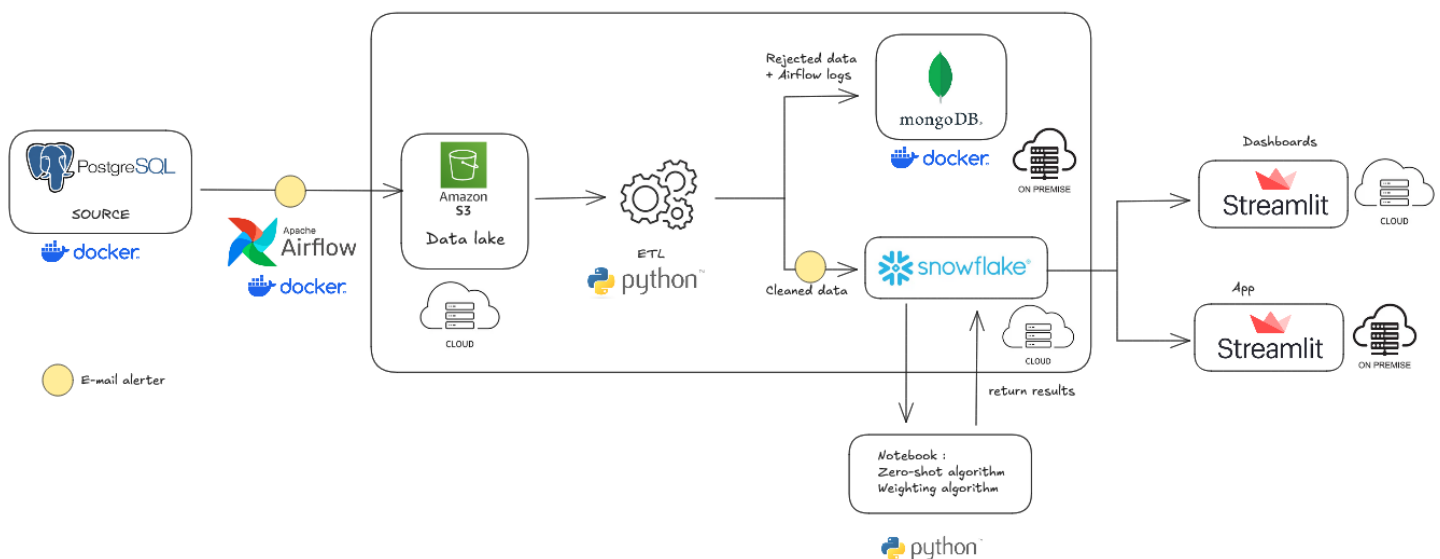 PostgreSQL
SOURCE
docker
Apache
Airflow
docker
E-mail alerter
Amazon
S3
Data lake
CLOUD
ETL
python
Rejected data
+ Airflow logs
mongoDB
docker
ON PREMISE
Cleaned data
snowflake
CLOUD
return results
Notebook :
Zero-shot algorithm
Weighting algorithm
python
Dashboards
Streamlit
CLOUD
App
Streamlit
ON PREMISE